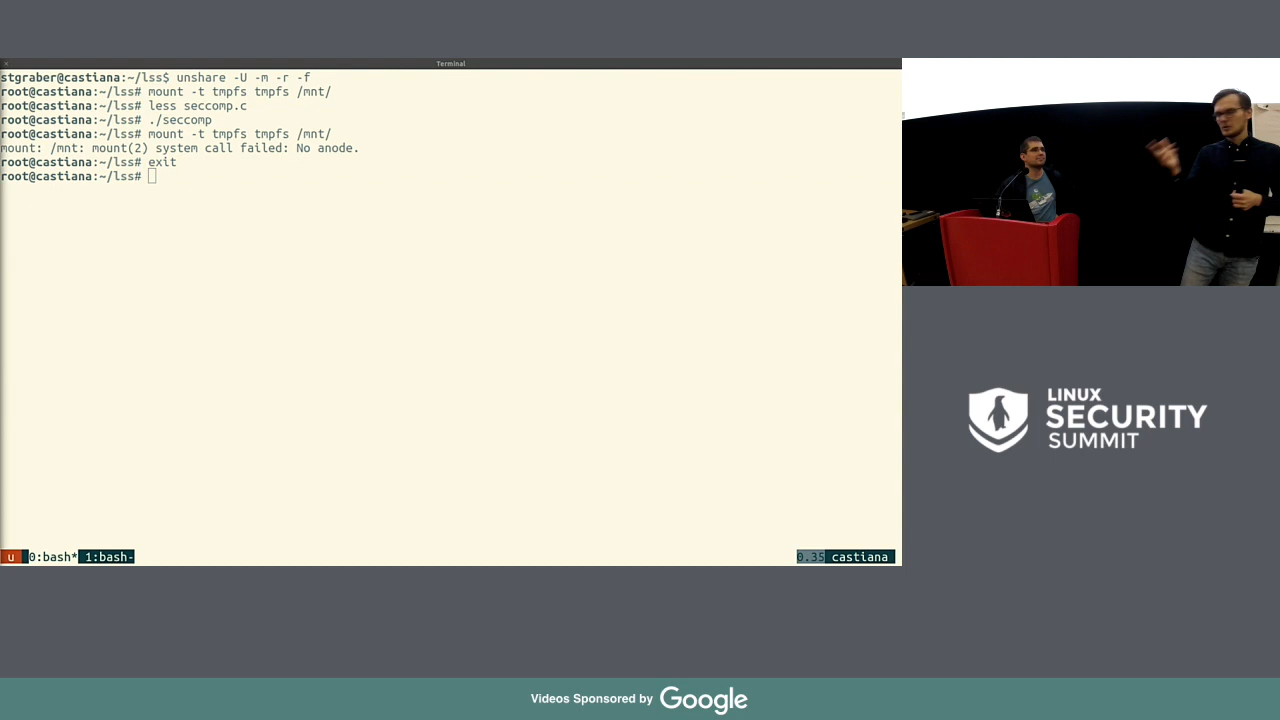 Terminal
stgraber@castiana:~/lss$ unshare -U -m -r -f
root@castiana:~/lss# mount -t tmpfs tmpfs /mnt/
root@castiana:~/lss# less seccomp.c
root@castiana:~/lss# ./seccomp
root@castiana:~/lss# mount -t tmpfs tmpfs /mnt/
mount: /mnt: mount(2) system call failed: No anode.
root@castiana:~/lss# exit
root@castiana:~/lss#
u 0:bash* 1:bash- 0.35 castiana
LINUX
SECURITY
SUMMIT
Videos Sponsored by Google